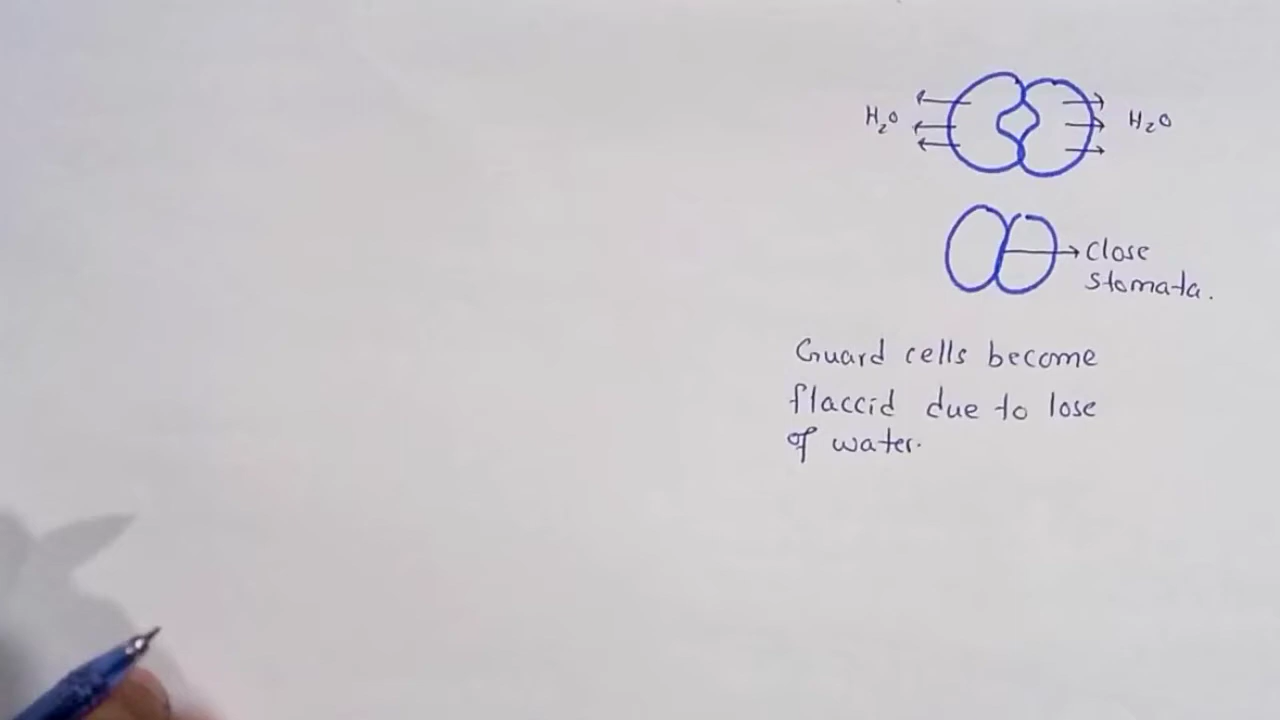 H₂O H₂O
Close
Stomata.
Guard cells become
flaccid due to lose
of water.